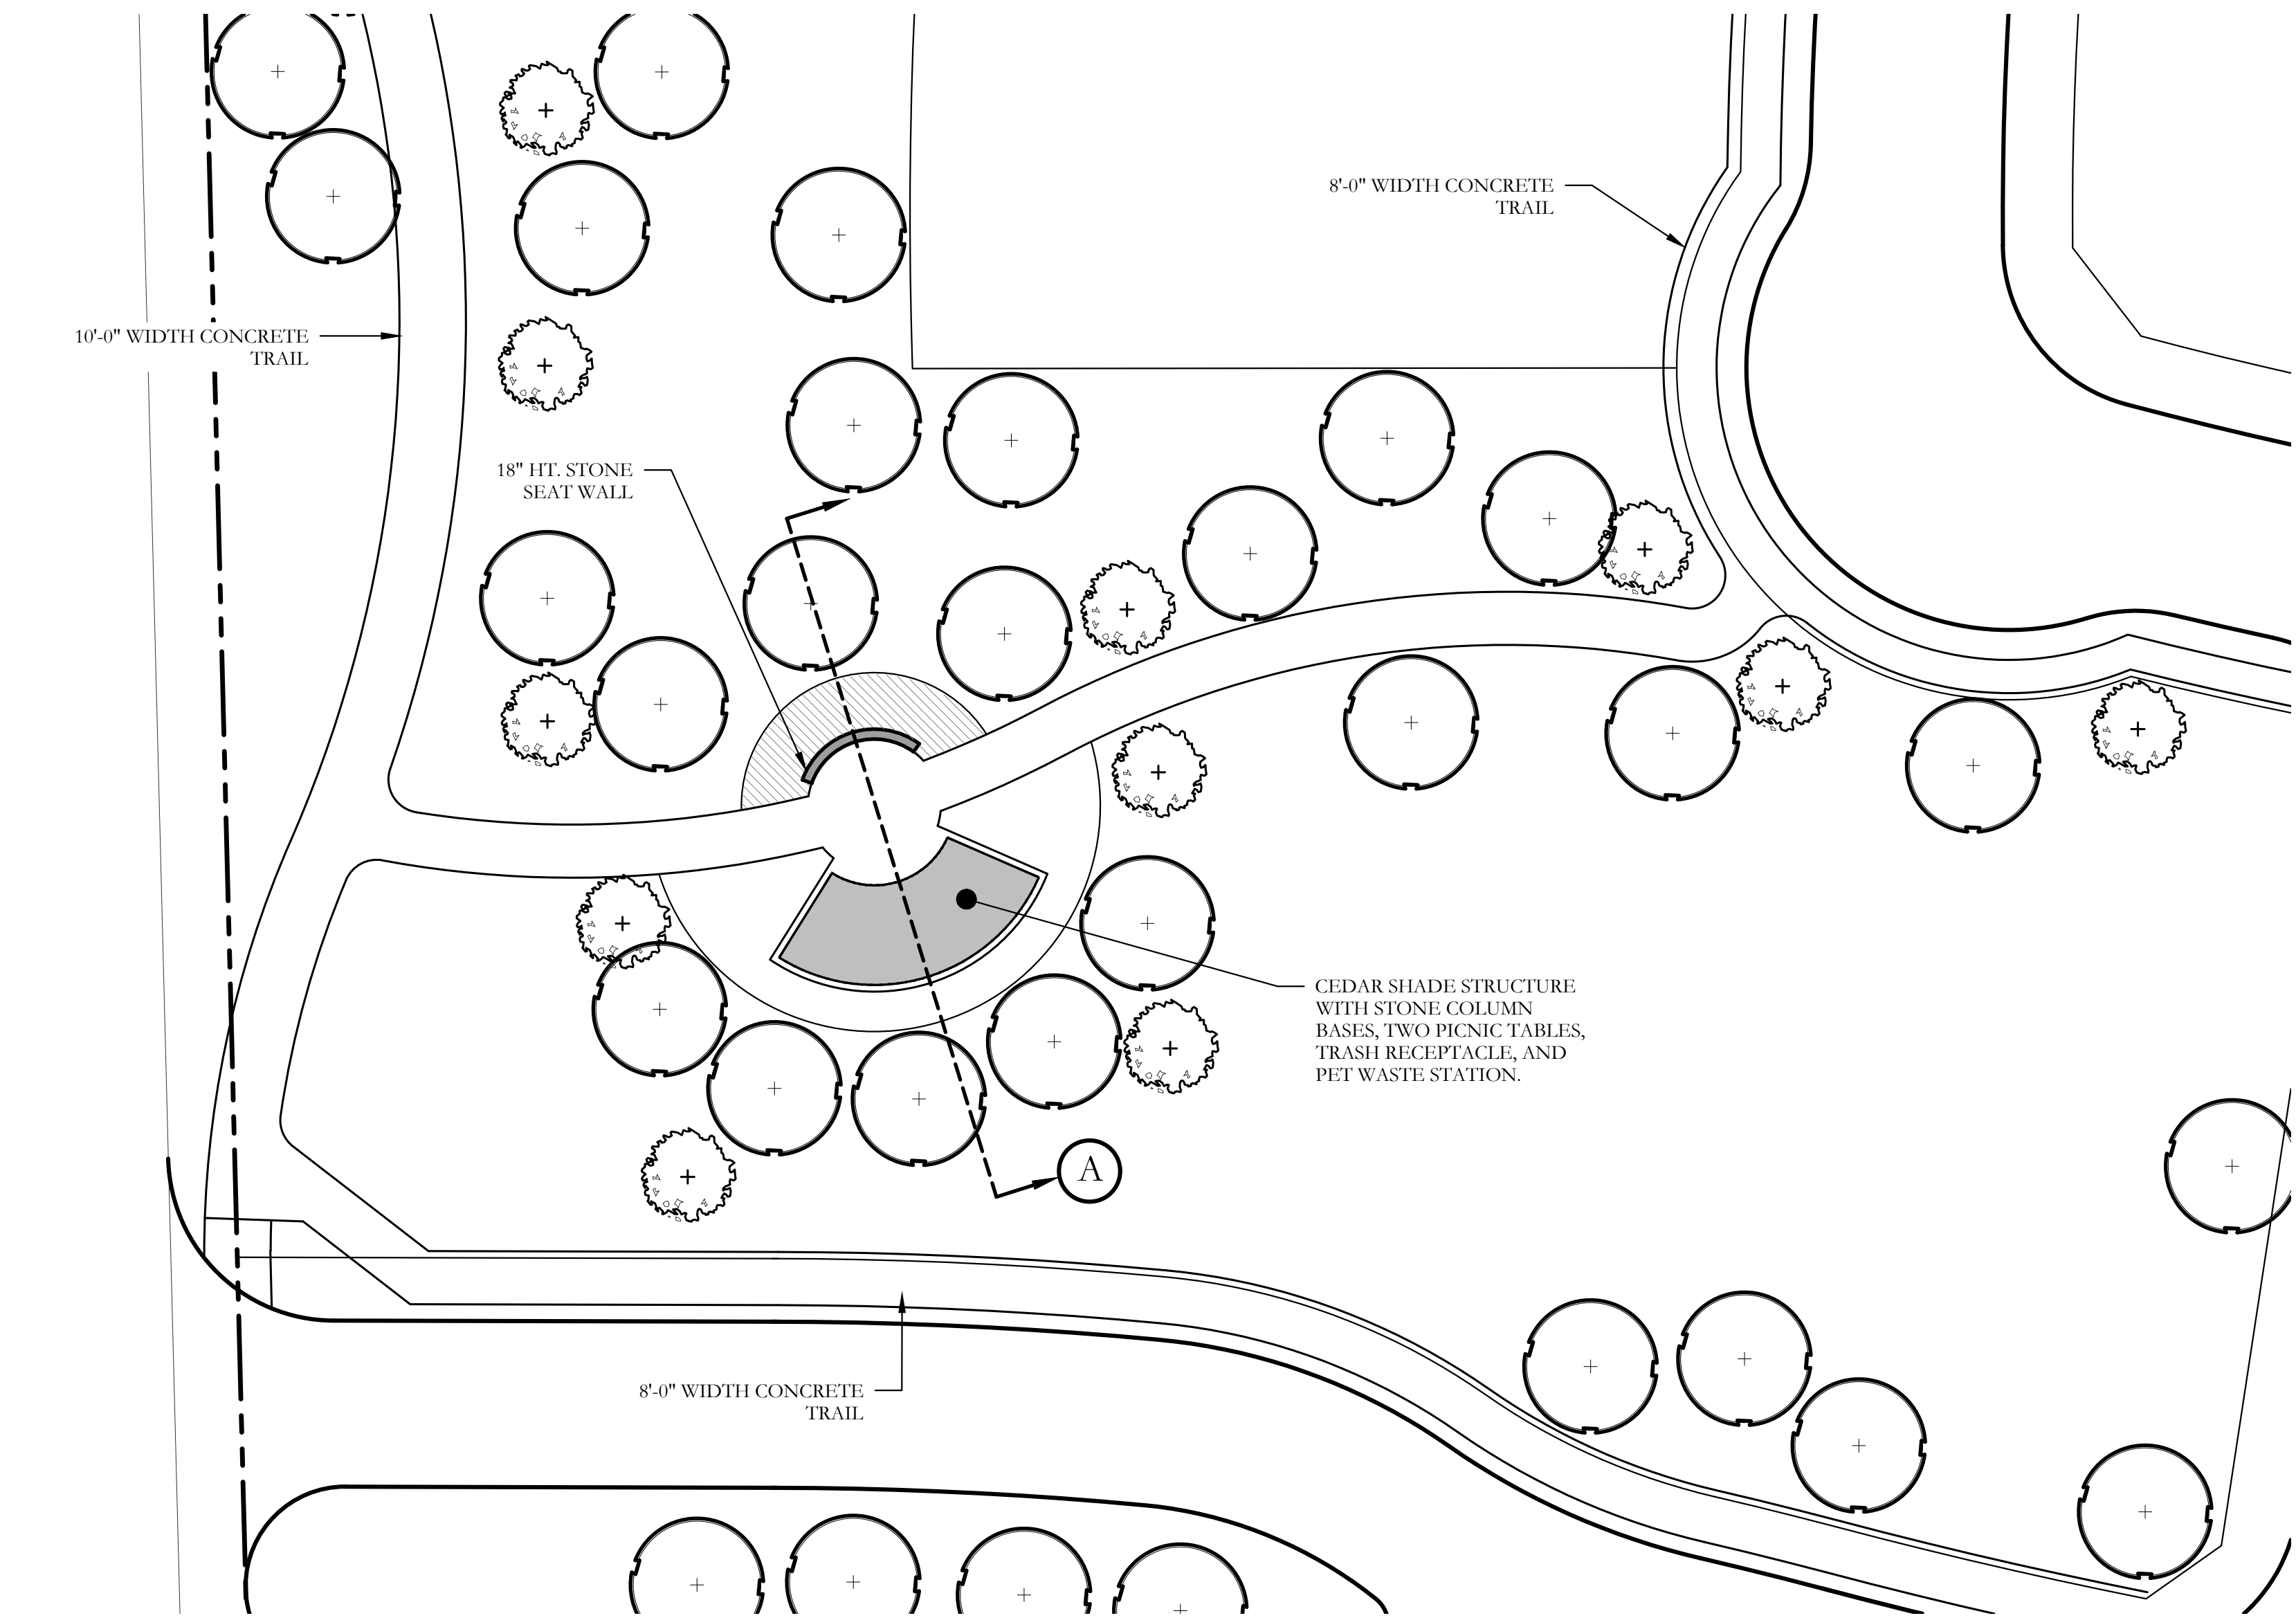 8'-0" WIDTH CONCRETE
TRAIL
10'-0" WIDTH CONCRETE
TRAIL
18" HT. STONE
SEAT WALL
CEDAR SHADE STRUCTURE
WITH STONE COLUMN
BASES, TWO PICNIC TABLES,
TRASH RECEPTACLE, AND
PET WASTE STATION.
A
8'-0" WIDTH CONCRETE
TRAIL